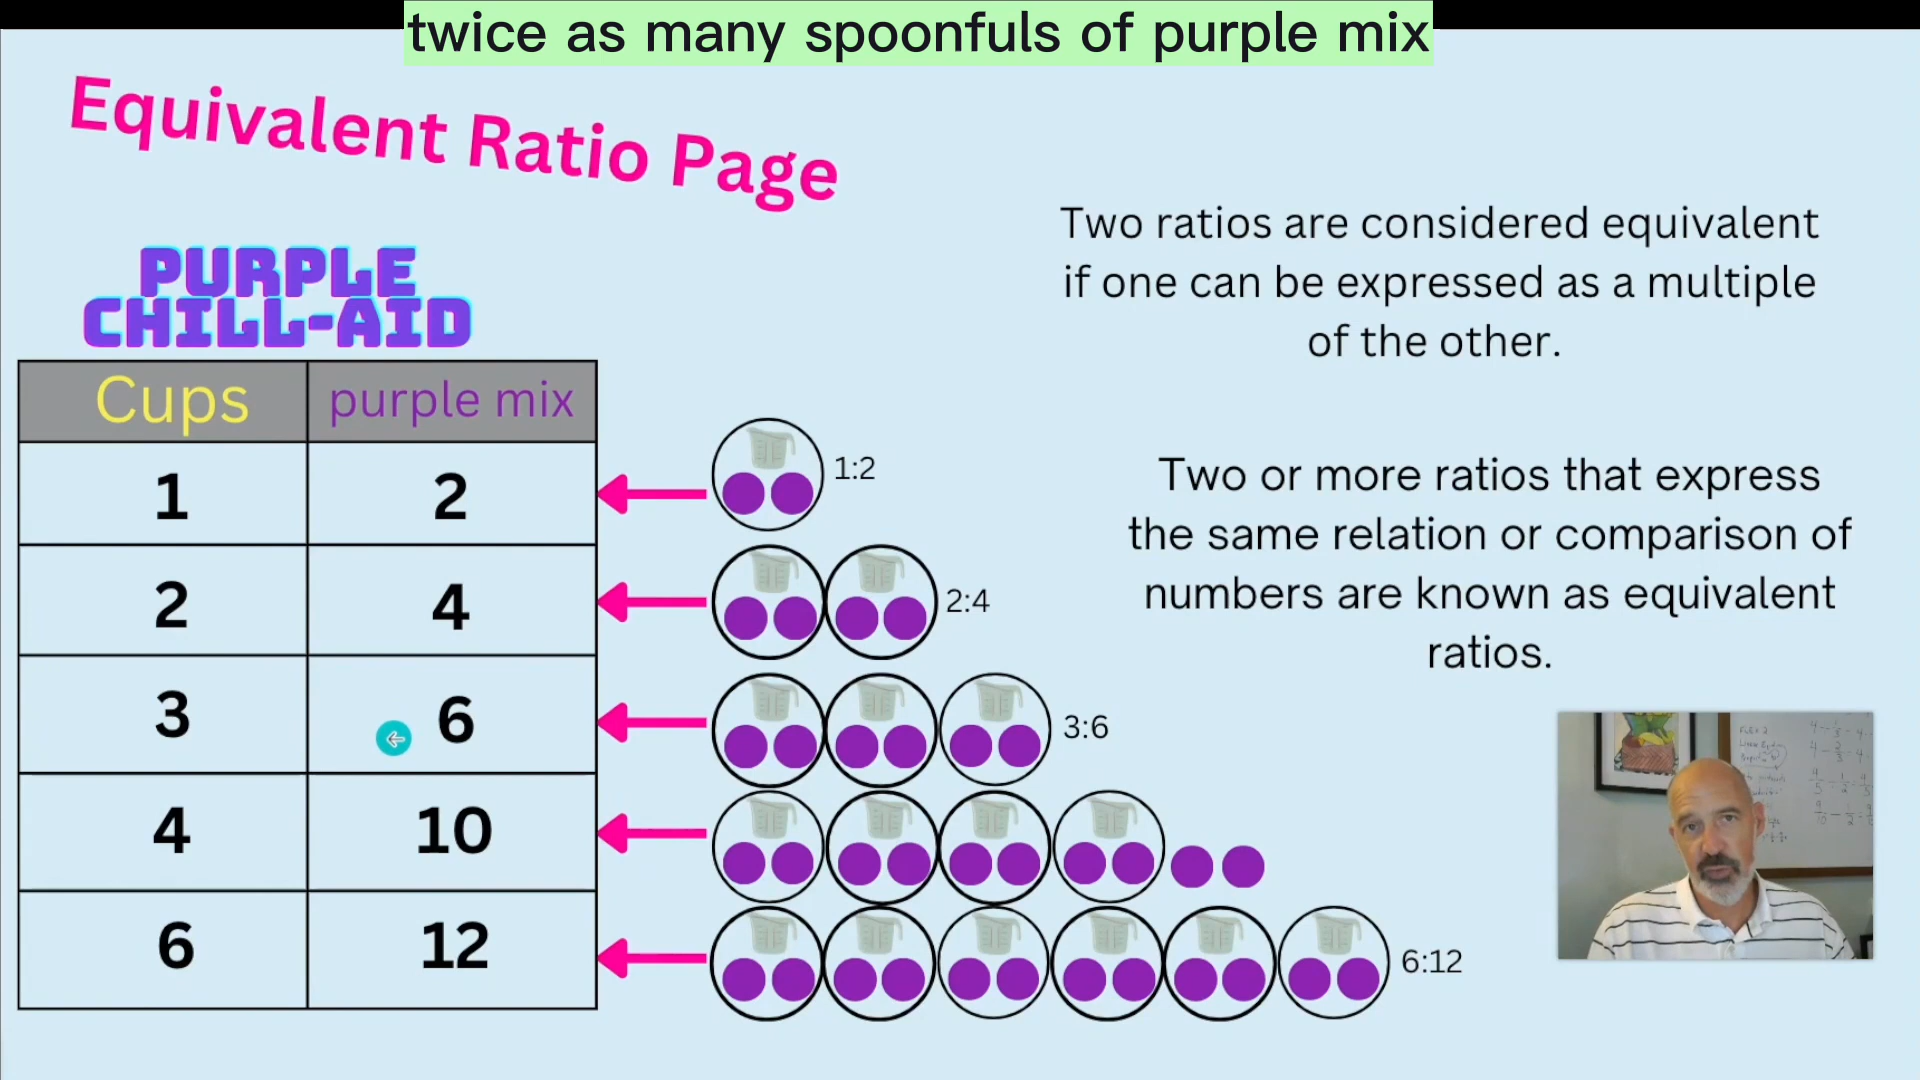 twice as many spoonfuls of purple mix
Equivalent Ratio Page
PURPLE
CHILL-AID
Cups purple mix
1 2
2 4
3 6
4 10
6 12
1:2
2:4
3:6
6:12
Two ratios are considered equivalent
if one can be expressed as a multiple
of the other.
Two or more ratios that express
the same relation or comparison of
numbers are known as equivalent
ratios.